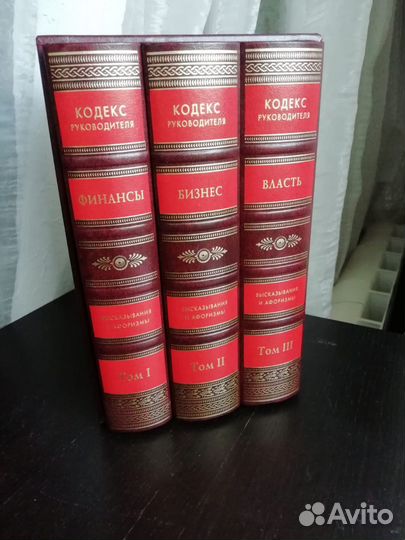 КОДЕКС
РУКОВОДИТЕЛЯ
ФИНАНСЫ
ВЫСКАЗЫВАНИЯ
И АФОРИЗМЫ
Том I
КОДЕКС
РУКОВОДИТЕЛЯ
БИЗНЕС
ВЫСКАЗЫВАНИЯ
И АФОРИЗМЫ
Том II
КОДЕКС
РУКОВОДИТЕЛЯ
ВЛАСТЬ
ВЫСКАЗЫВАНИЯ
И АФОРИЗМЫ
Том III
Avito